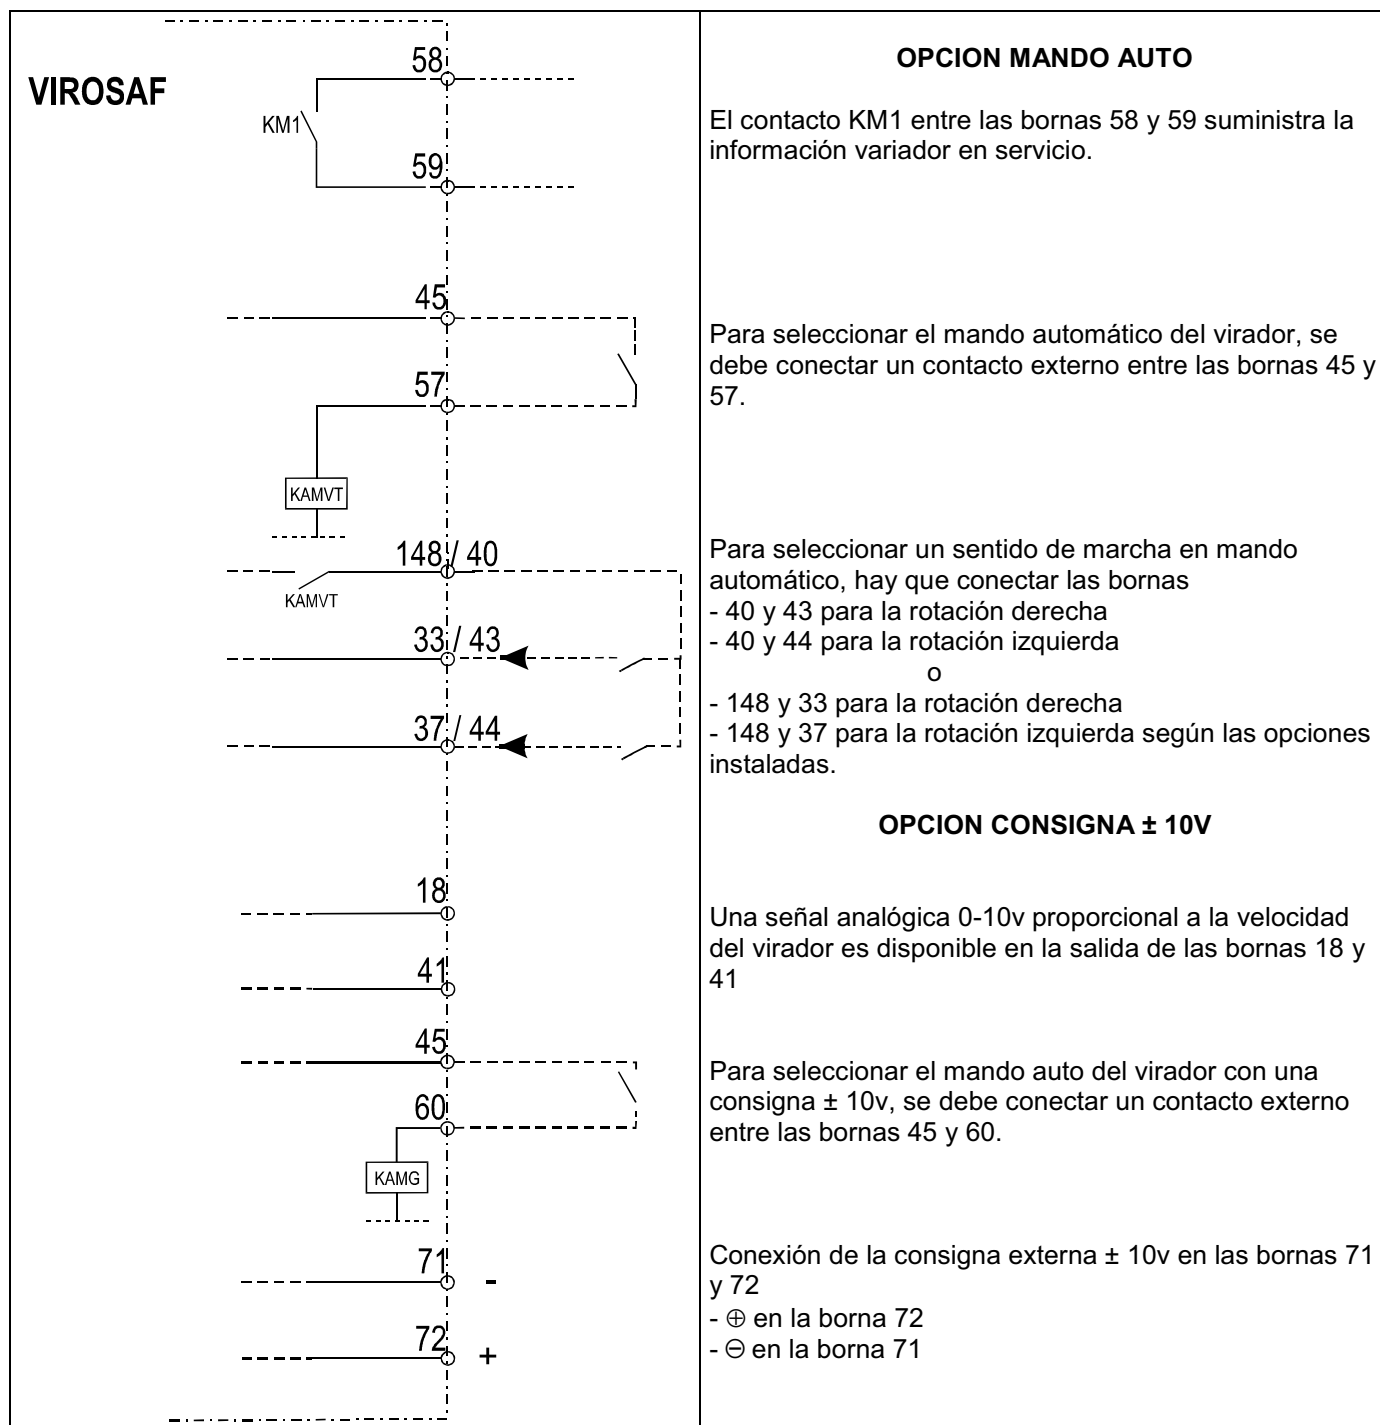 VIROSAF
58
KM1
59
45
57
KAMVT
148 / 40
KAMVT
33 / 43
37 / 44
18
41
45
60
KAMG
71
-
72
+
OPCION MANDO AUTO
El contacto KM1 entre las bornas 58 y 59 suministra la
información variador en servicio.
Para seleccionar el mando automático del virador, se
debe conectar un contacto externo entre las bornas 45 y
57.
Para seleccionar un sentido de marcha en mando
automático, hay que conectar las bornas
- 40 y 43 para la rotación derecha
- 40 y 44 para la rotación izquierda
o
- 148 y 33 para la rotación derecha
- 148 y 37 para la rotación izquierda según las opciones
instaladas.
OPCION CONSIGNA ± 10V
Una señal analógica 0-10v proporcional a la velocidad
del virador es disponible en la salida de las bornas 18 y
41
Para seleccionar el mando auto del virador con una
consigna ± 10v, se debe conectar un contacto externo
entre las bornas 45 y 60.
Conexión de la consigna externa ± 10v en las bornas 71
y 72
- ⊕ en la borna 72
- ⊖ en la borna 71